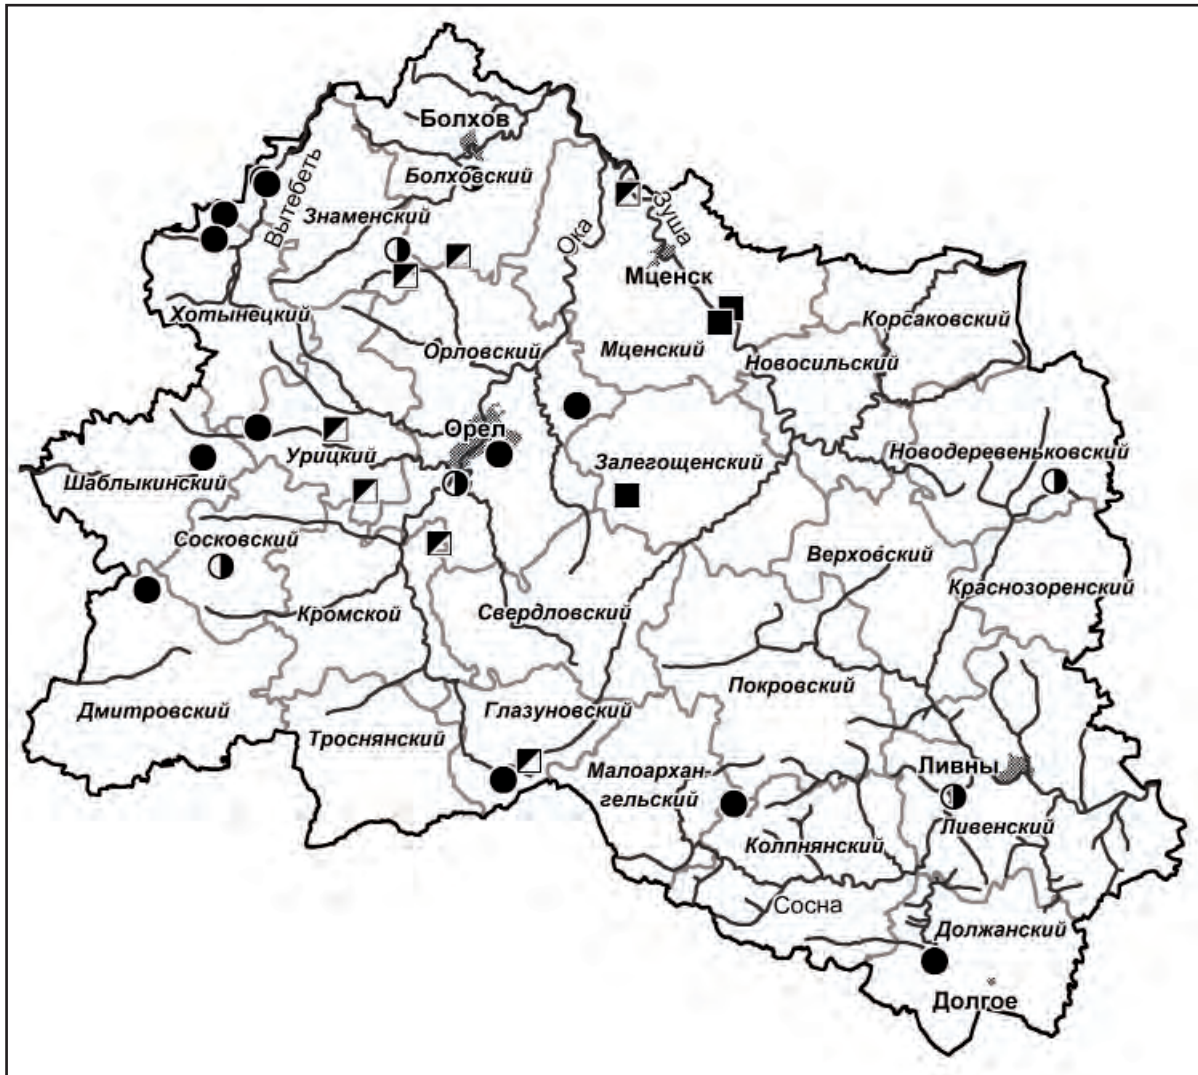 Болхов
Болховский
Вытебеть
Знаменский
Ока
Зуша
Мценск
Хотынецкий
Орловский
Мценский
Корсаковский
Новосильский
Орел
Урицкий
Залегощенский
Новодеревеньковский
Шаблыкинский
Сосковский
Верховский
Краснозоренский
Кромской
Свердловский
Покровский
Дмитровский
Глазуновский
Троснянский
Малоархан-
гельский
Ливны
Ливенский
Колпнянский
Сосна
Должанский
Долгое